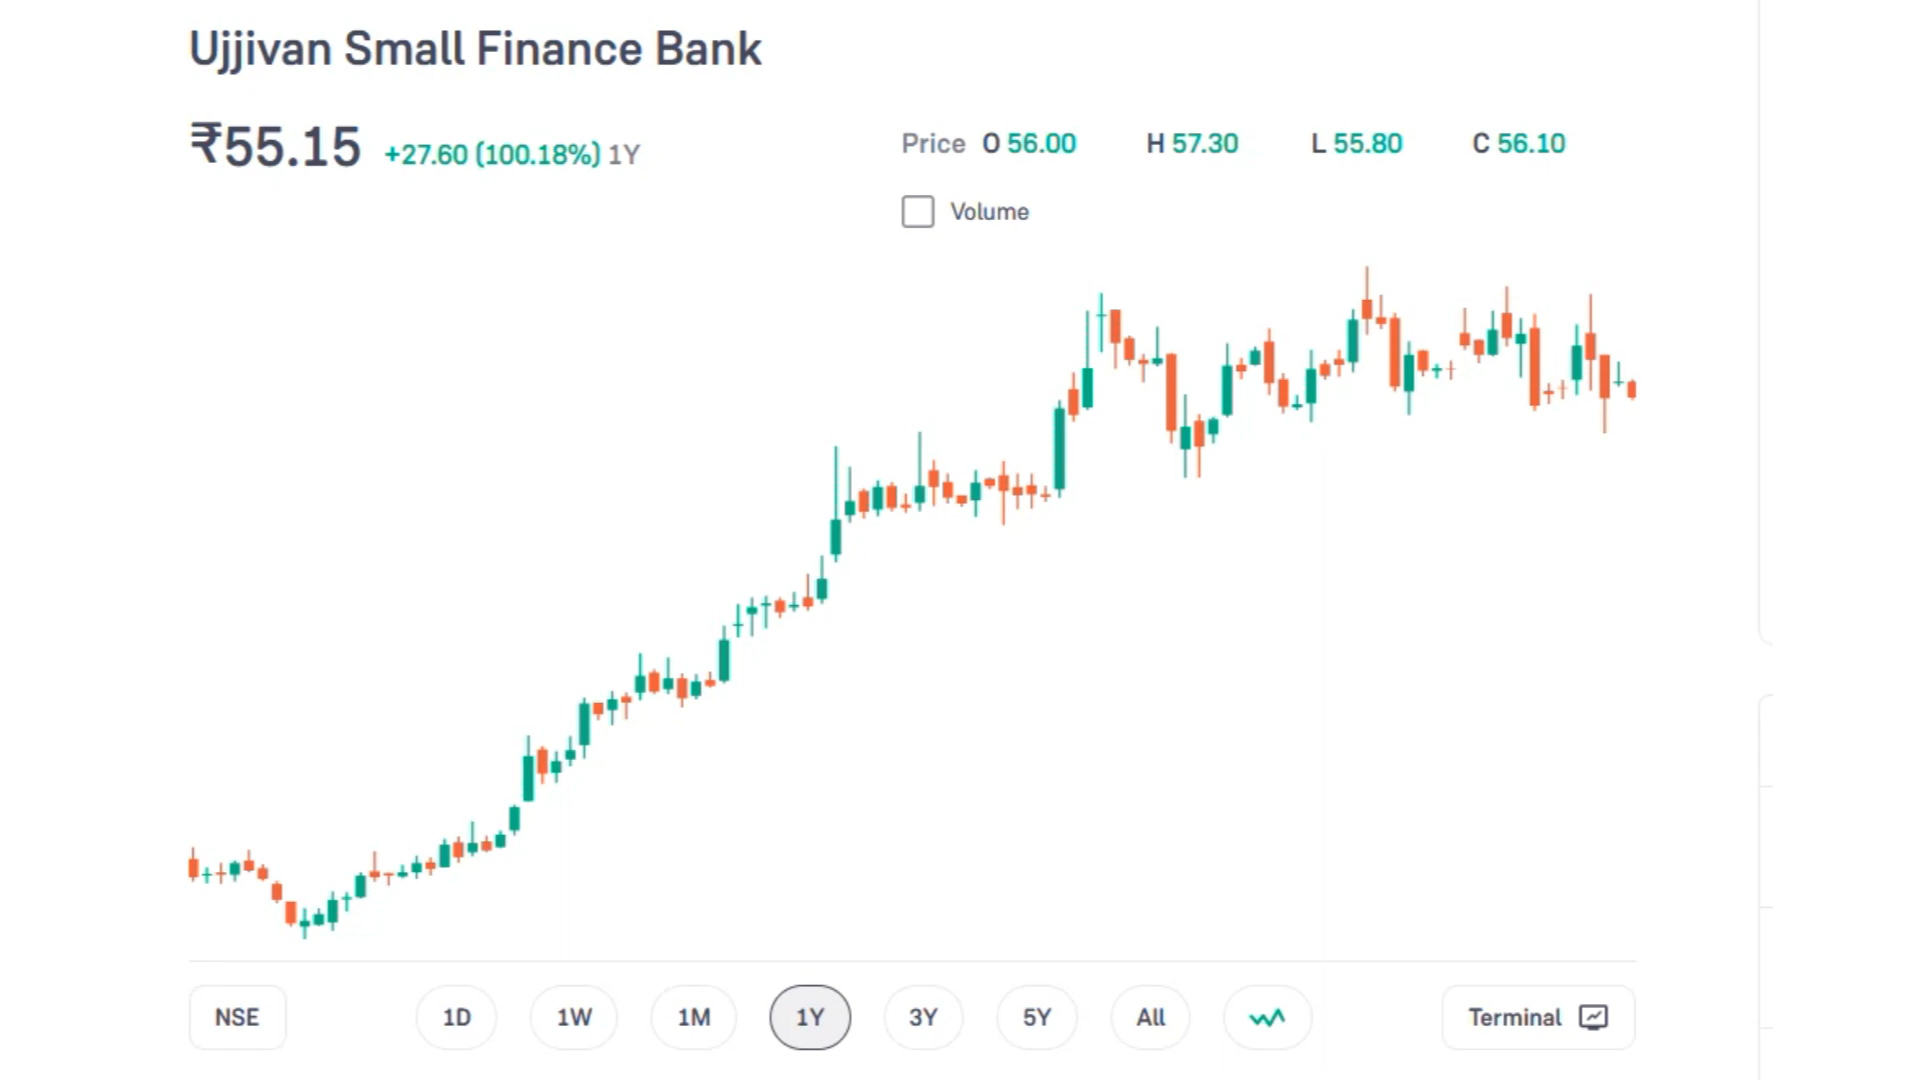 Ujjivan Small Finance Bank
₹55.15 +27.60 (100.18%) 1Y
Price O 56.00 H 57.30 L 55.80 C 56.10
Volume
NSE 1D 1W 1M 1Y 3Y 5Y All Terminal